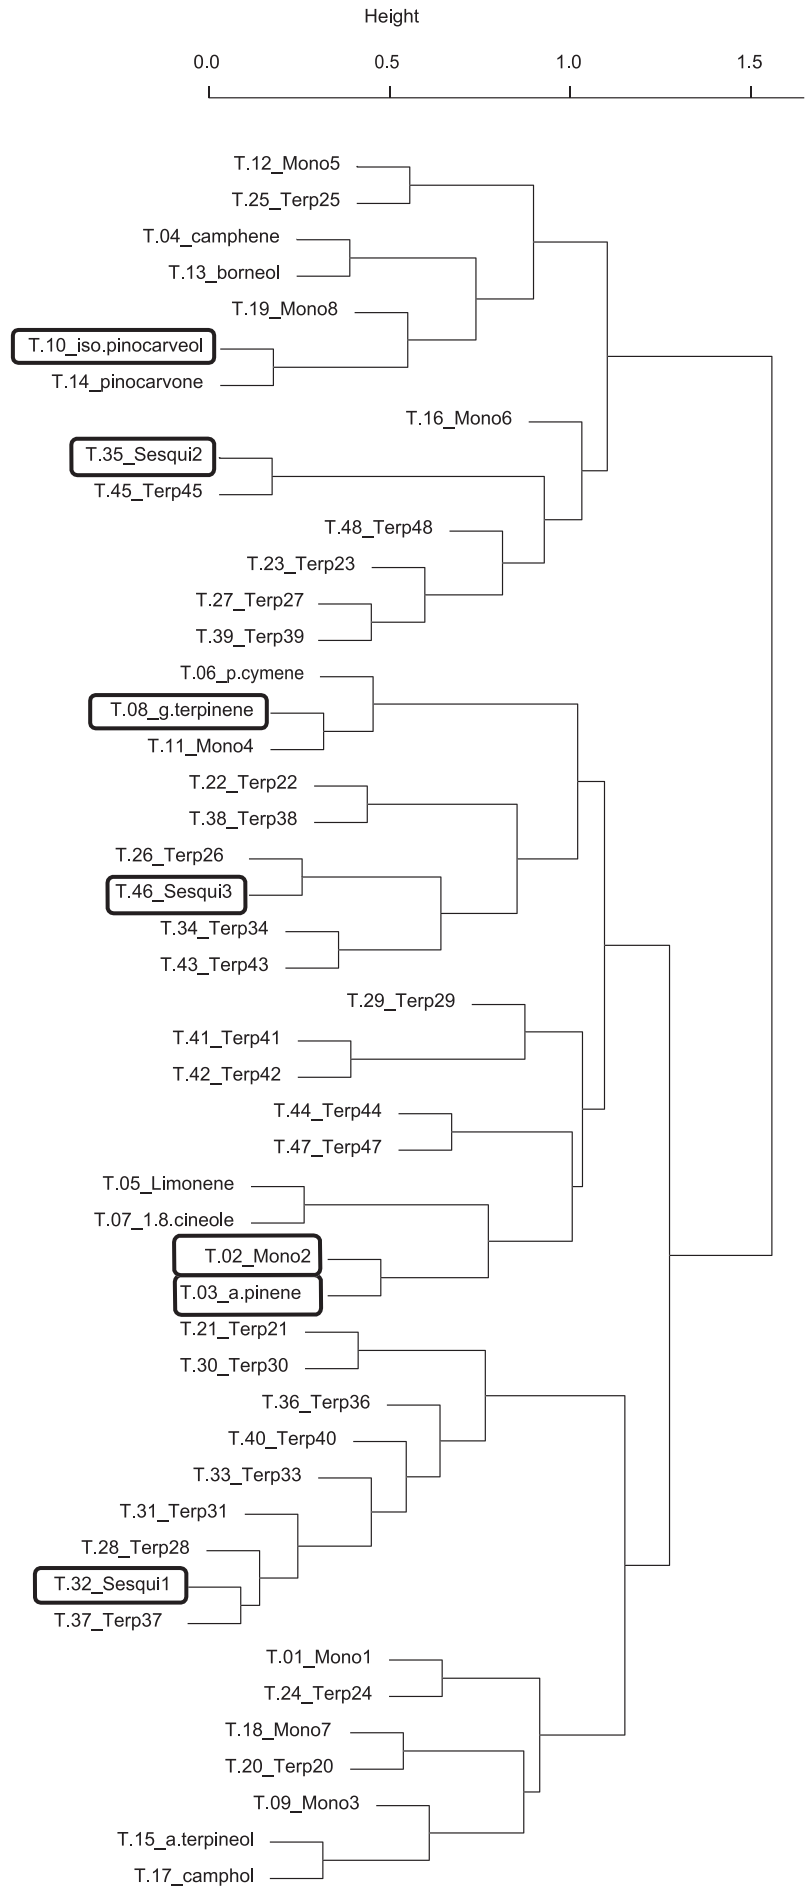 Height
0.0 0.5 1.0 1.5
T.12_Mono5
T.25_Terp25
T.04_camphene
T.13_borneol
T.19_Mono8
T.10_iso.pinocarveol
T.14_pinocarvone
T.16_Mono6
T.35_Sesqui2
T.45_Terp45
T.48_Terp48
T.23_Terp23
T.27_Terp27
T.39_Terp39
T.06_p.cymene
T.08_g.terpinene
T.11_Mono4
T.22_Terp22
T.38_Terp38
T.26_Terp26
T.46_Sesqui3
T.34_Terp34
T.43_Terp43
T.29_Terp29
T.41_Terp41
T.42_Terp42
T.44_Terp44
T.47_Terp47
T.05_Limonene
T.07_1.8.cineole
T.02_Mono2
T.03_a.pinene
T.21_Terp21
T.30_Terp30
T.36_Terp36
T.40_Terp40
T.33_Terp33
T.31_Terp31
T.28_Terp28
T.32_Sesqui1
T.37_Terp37
T.01_Mono1
T.24_Terp24
T.18_Mono7
T.20_Terp20
T.09_Mono3
T.15_a.terpineol
T.17_camphol